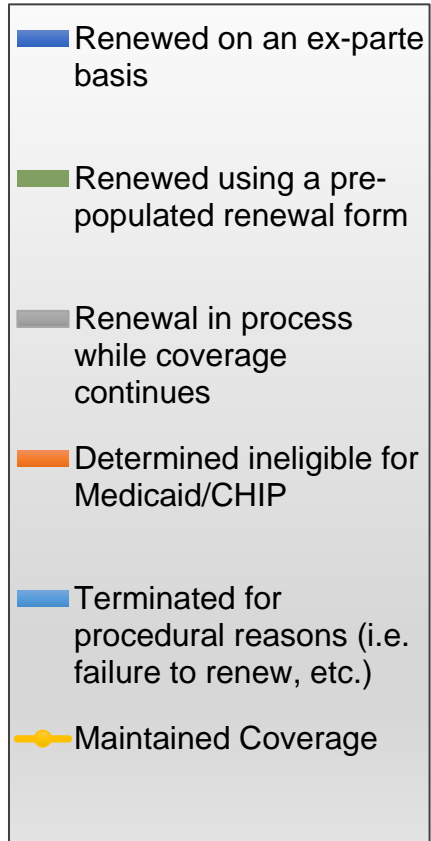 Renewed on an ex-parte
basis
Renewed using a pre-
populated renewal form
Renewal in process
while coverage
continues
Determined ineligible for
Medicaid/CHIP
Terminated for
procedural reasons (i.e.
failure to renew, etc.)
Maintained Coverage